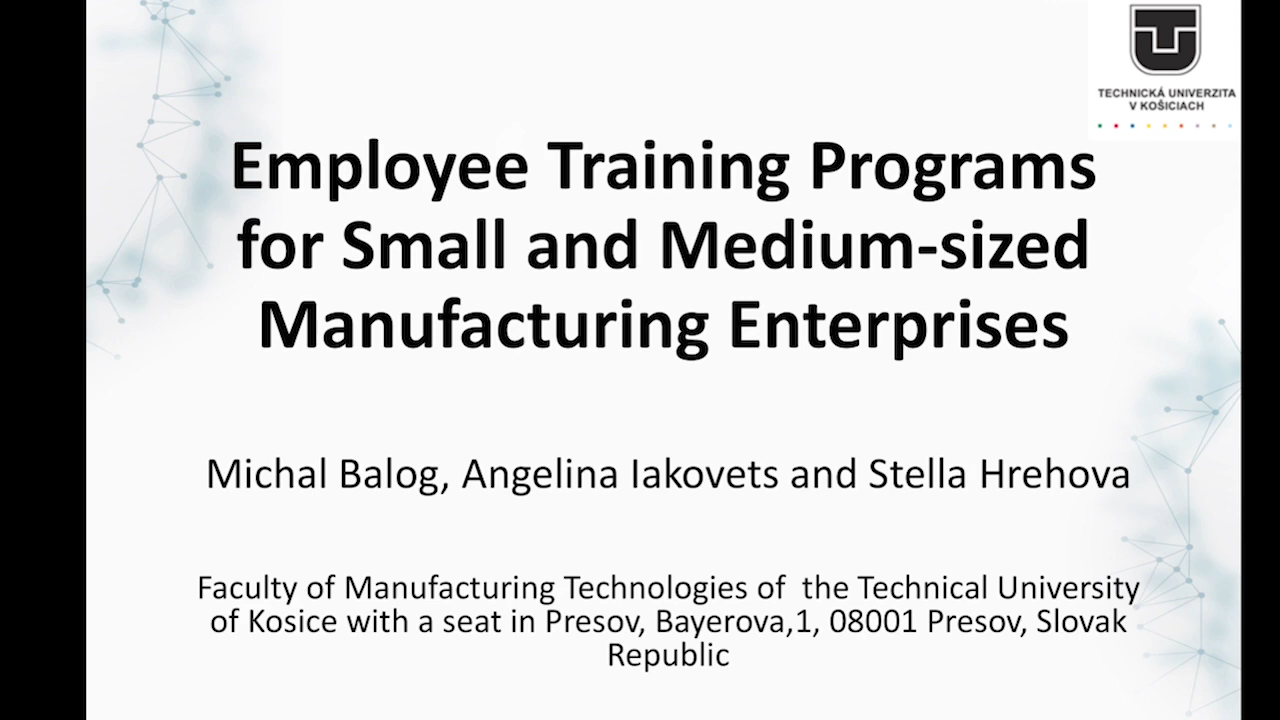 TECHNICKÁ UNIVERZITA
V KOŠICIACH
Employee Training Programs
for Small and Medium-sized
Manufacturing Enterprises
Michal Balog, Angelina Iakovets and Stella Hrehova
Faculty of Manufacturing Technologies of  the Technical University
of Kosice with a seat in Presov, Bayerova,1, 08001 Presov, Slovak
Republic